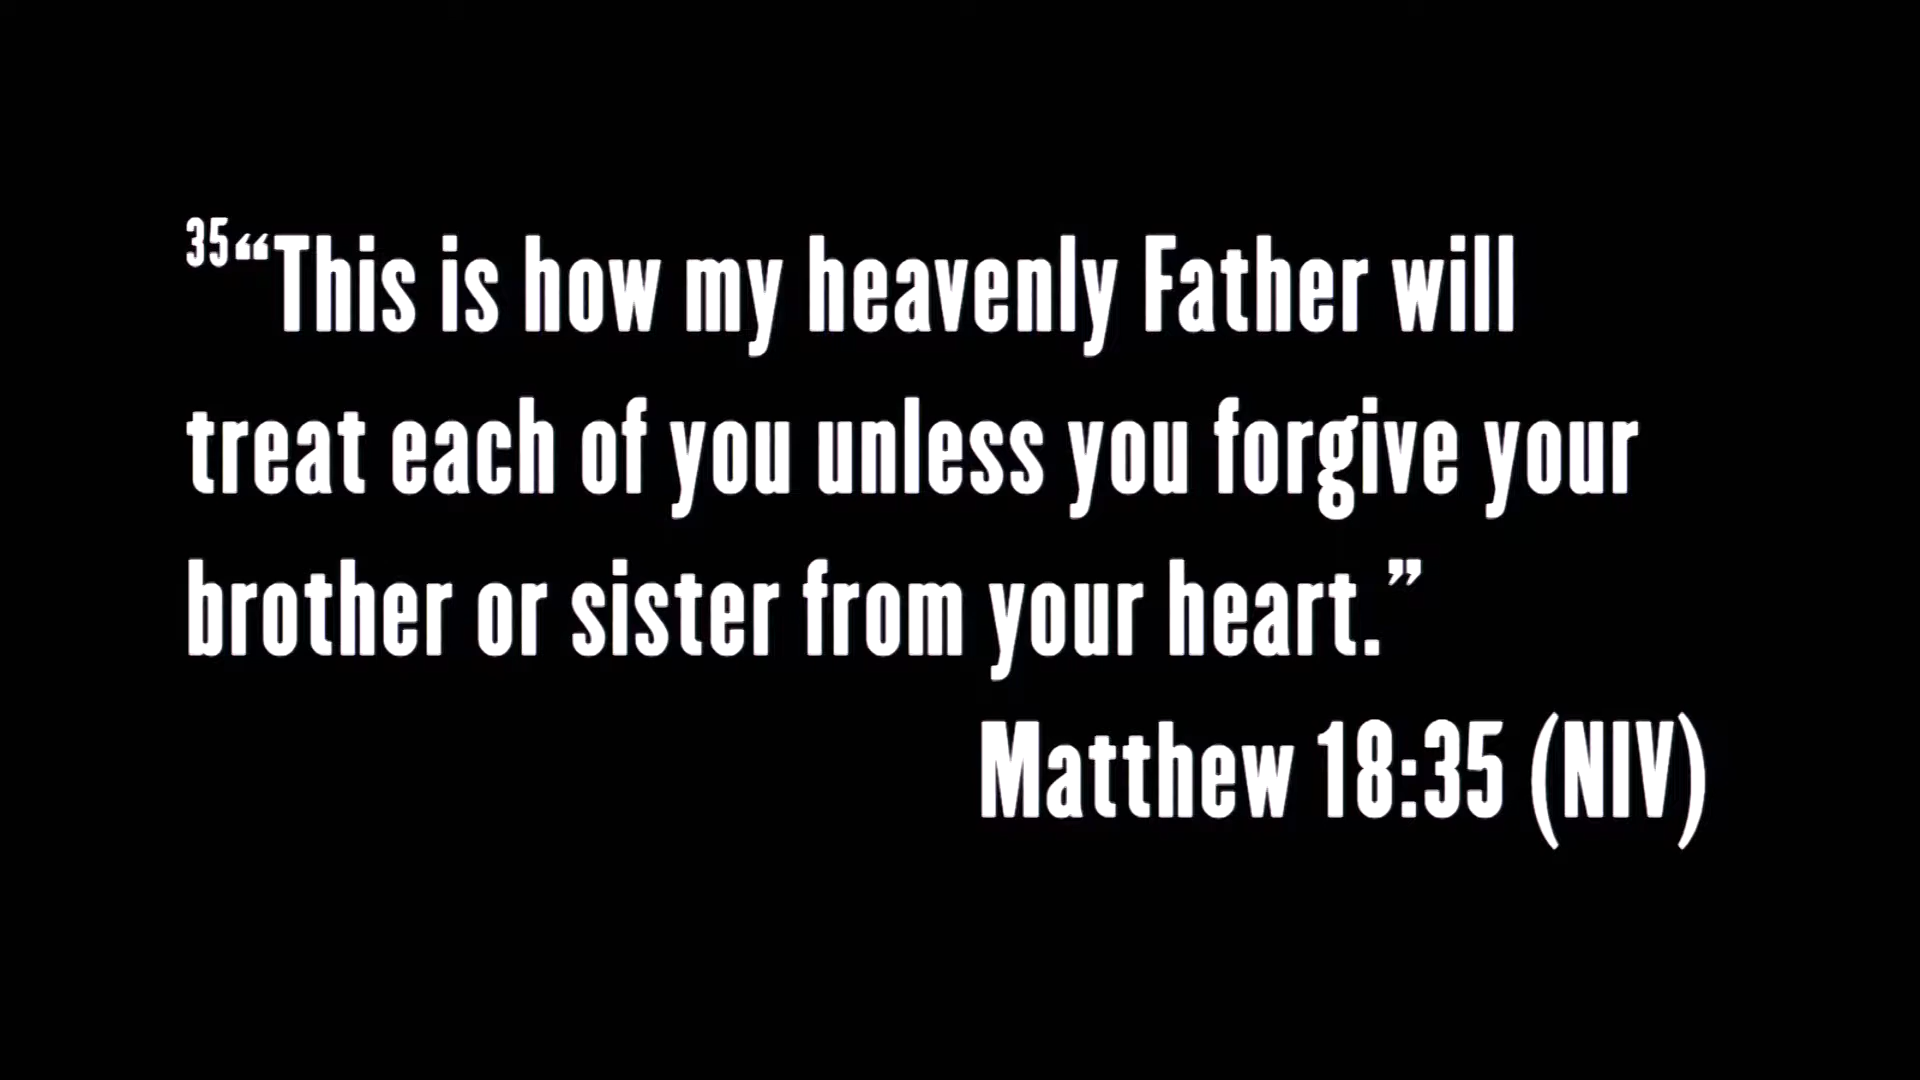 35“This is how my heavenly Father will
treat each of you unless you forgive your
brother or sister from your heart.”
Matthew 18:35 (NIV)